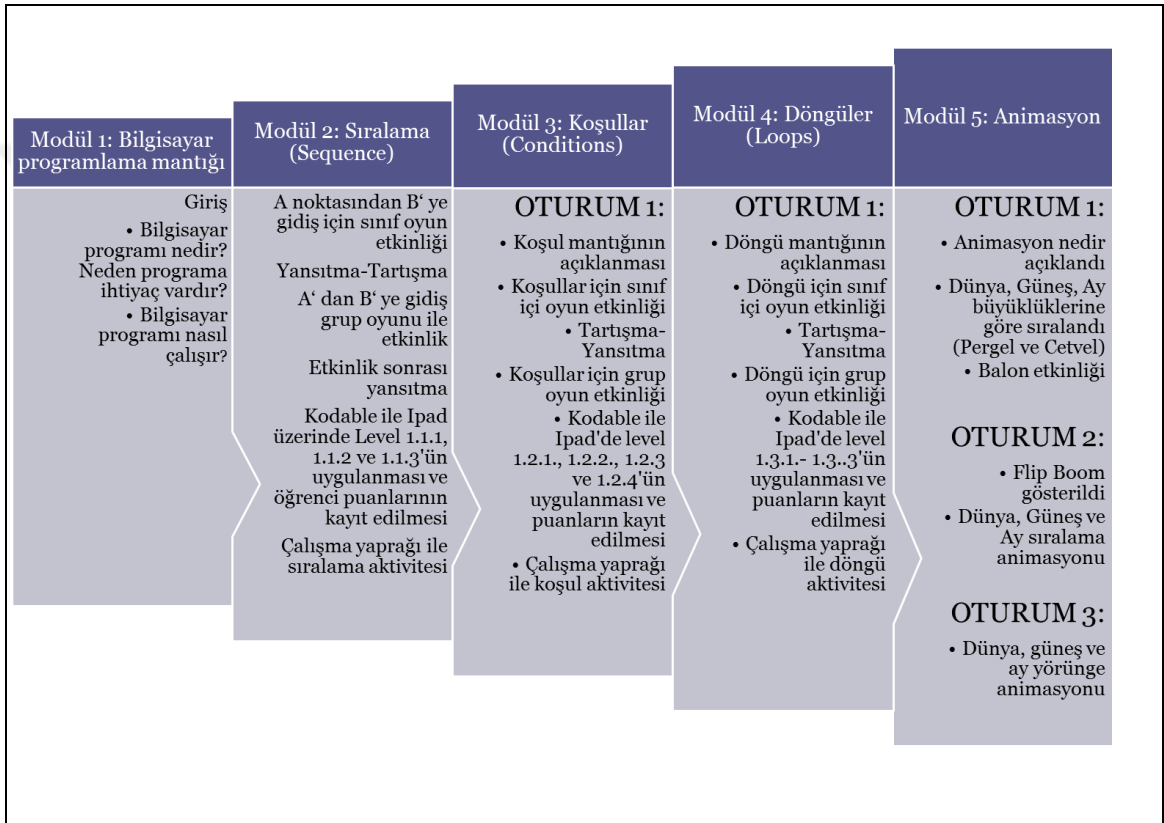 Modül 1: Bilgisayar
programlama mantığı
Giriş
• Bilgisayar
programı nedir?
Neden programa
ihtiyaç vardır?
• Bilgisayar
programı nasıl
çalışır?
Modül 2: Sıralama
(Sequence)
A noktasından B‘ ye
gidiş için sınıf oyun
etkinliği
Yansıtma-Tartışma
A‘ dan B‘ ye gidiş
grup oyunu ile
etkinlik
Etkinlik sonrası
yansıtma
Kodable ile Ipad
üzerinde Level 1.1.1,
1.1.2 ve 1.1.3'ün
uygulanması ve
öğrenci puanlarının
kayıt edilmesi
Çalışma yaprağı ile
sıralama aktivitesi
Modül 3: Koşullar
(Conditions)
OTURUM 1:
• Koşul mantığının
açıklanması
• Koşullar için sınıf
içi oyun etkinliği
• Tartışma-
Yansıtma
• Koşullar için grup
oyun etkinliği
• Kodable ile
Ipad'de level
1.2.1., 1.2.2., 1.2.3
ve 1.2.4'ün
uygulanması ve
puanların kayıt
edilmesi
• Çalışma yaprağı
ile koşul aktivitesi
Modül 4: Döngüler
(Loops)
OTURUM 1:
• Döngü mantığının
açıklanması
• Döngü için sınıf
içi oyun etkinliği
• Tartışma-
Yansıtma
• Döngü için grup
oyun etkinliği
• Kodable ile
Ipad'de level
1.3.1.- 1.3..3'ün
uygulanması ve
puanların kayıt
edilmesi
• Çalışma yaprağı
ile döngü
aktivitesi
Modül 5: Animasyon
OTURUM 1:
• Animasyon nedir
açıklandı
• Dünya, Güneş, Ay
büyüklüklerine
göre sıralandı
(Pergel ve Cetvel)
• Balon etkinliği
OTURUM 2:
• Flip Boom
gösterildi
• Dünya, Güneş ve
Ay sıralama
animasyonu
OTURUM 3:
• Dünya, güneş ve
ay yörünge
animasyonu